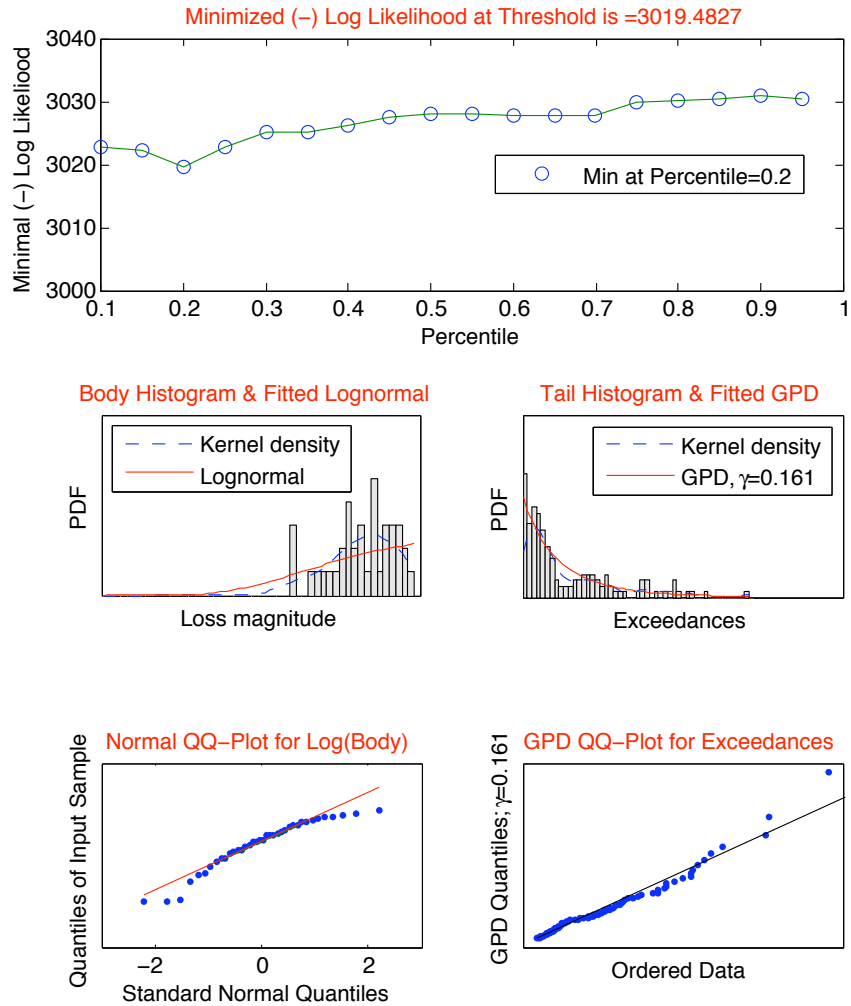 Minimized (−) Log Likelihood at Threshold is =3019.4827
Minimal (−) Log Likeliood
3040
3030
3020
3010
3000
Min at Percentile=0.2
0.1 0.2 0.3 0.4 0.5 0.6 0.7 0.8 0.9 1
Percentile
Body Histogram & Fitted Lognormal
Kernel density
Lognormal
PDF
Loss magnitude
Tail Histogram & Fitted GPD
Kernel density
GPD, γ=0.161
PDF
Exceedances
Normal QQ−Plot for Log(Body)
Quantiles of Input Sample
−2 0 2
Standard Normal Quantiles
GPD QQ−Plot for Exceedances
GPD Quantiles; γ=0.161
Ordered Data